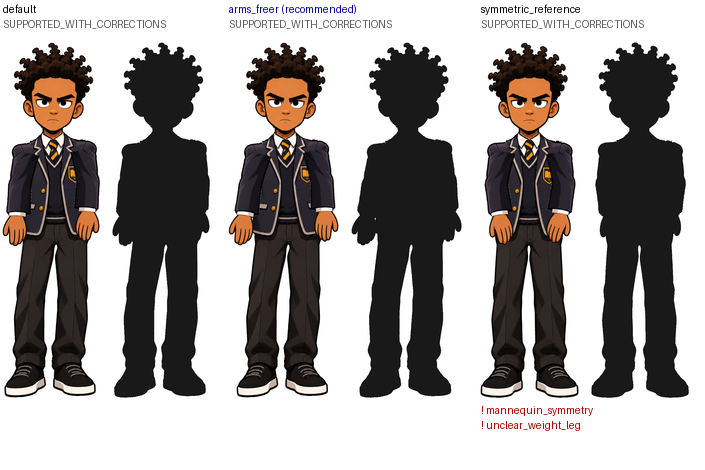 default
SUPPORTED_WITH_CORRECTIONS
arms_freer (recommended)
SUPPORTED_WITH_CORRECTIONS
symmetric_reference
SUPPORTED_WITH_CORRECTIONS
! mannequin_symmetry
! unclear_weight_leg